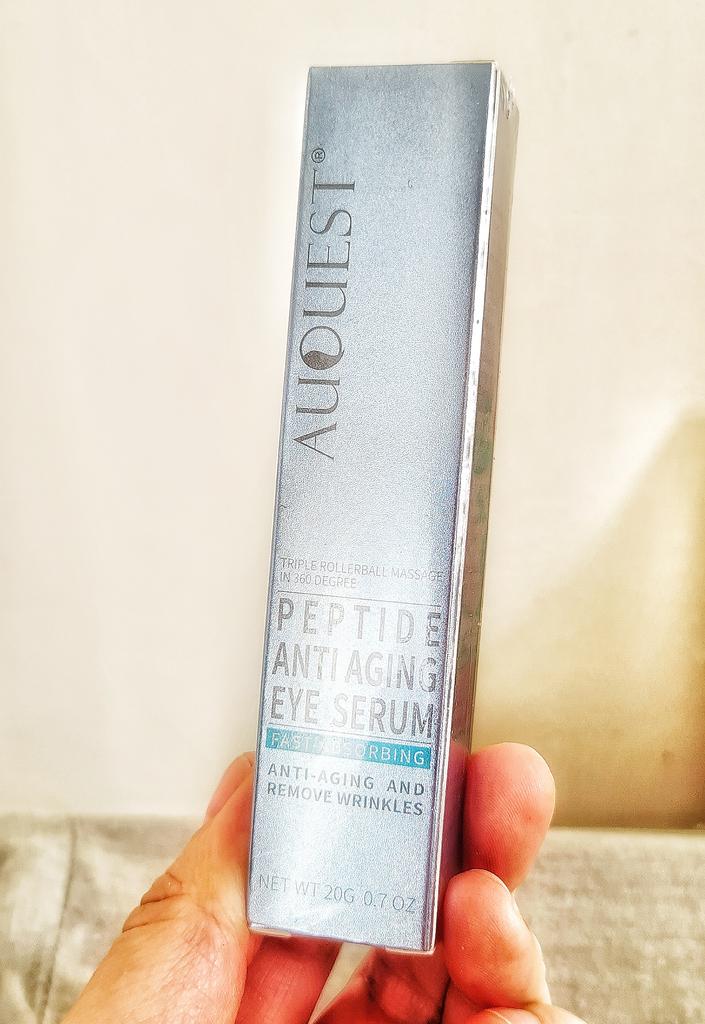 AUQUEST®
TRIPLE ROLLERBALL MASSAGE
IN 360 DEGREE
PEPTIDE
ANTI AGING
EYE SERUM
FAST ABSORBING
ANTI-AGING AND
REMOVE WRINKLES
NET WT 20G 0.7 OZ